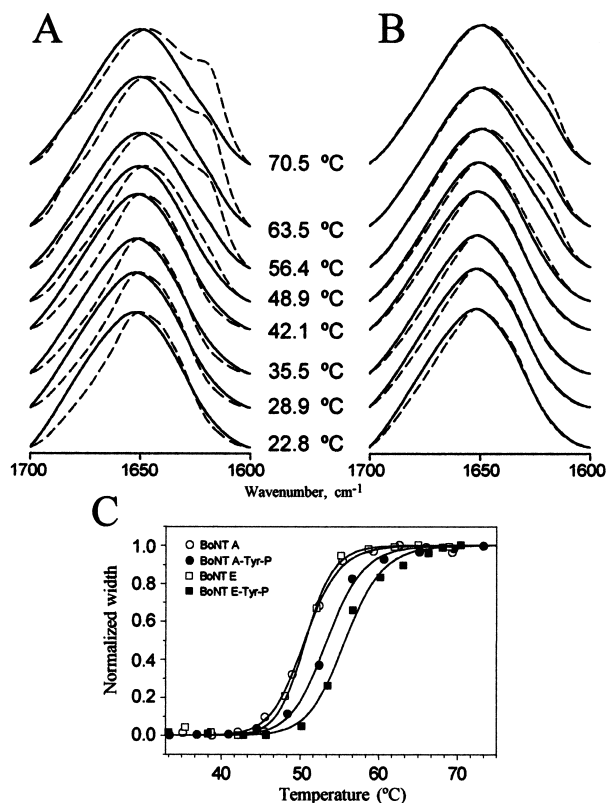 A B
70.5 ºC
63.5 ºC
56.4 ºC
48.9 ºC
42.1 ºC
35.5 ºC
28.9 ºC
22.8 ºC
1700 1650 1600 1700 1650 1600
Wavenumber, cm-1
C
BoNT A
BoNT A-Tyr-P
BoNT E
BoNT E-Tyr-P
Normalized width
1.0
0.8
0.6
0.4
0.2
0.0
40 50 60 70
Temperature (ºC)